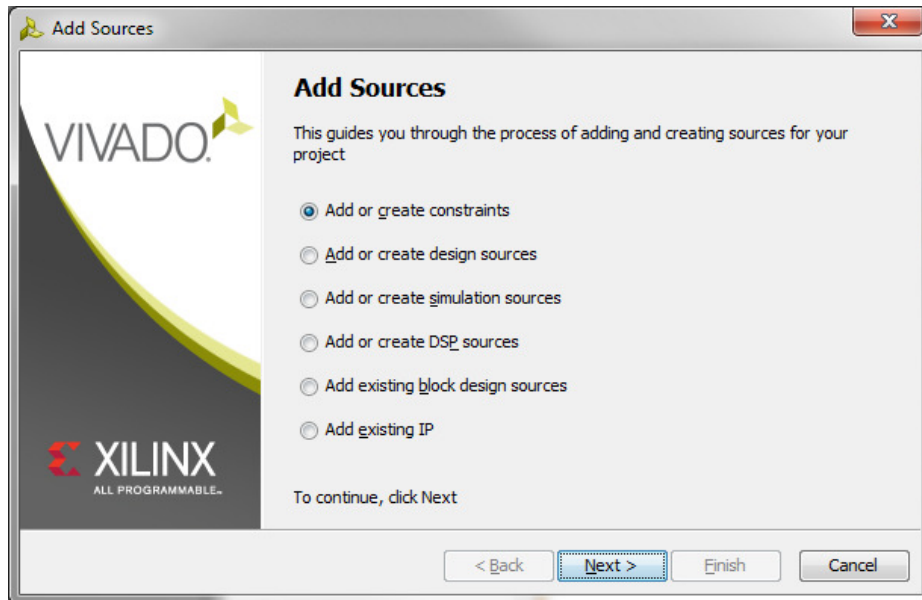 Add Sources
VIVADO.
Add Sources
This guides you through the process of adding and creating sources for your
project
Add or create constraints
Add or create design sources
Add or create simulation sources
Add or create DSP sources
Add existing block design sources
Add existing IP
XILINX
ALL PROGRAMMABLE™
To continue, click Next
< Back
Next >
Finish
Cancel